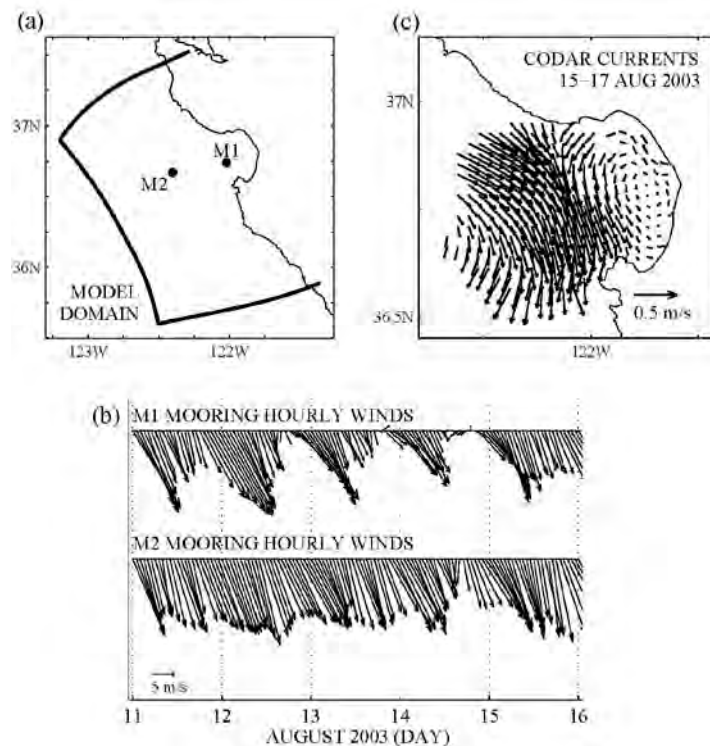 (a)
37N
36N
M1
M2
MODEL
DOMAIN
123W
122W
(c)
CODAR CURRENTS
15–17 AUG 2003
37N
36.5N
0.5 m/s
122W
(b)
M1 MOORING HOURLY WINDS
M2 MOORING HOURLY WINDS
5 m/s
11
12
13
14
15
16
AUGUST 2003 (DAY)